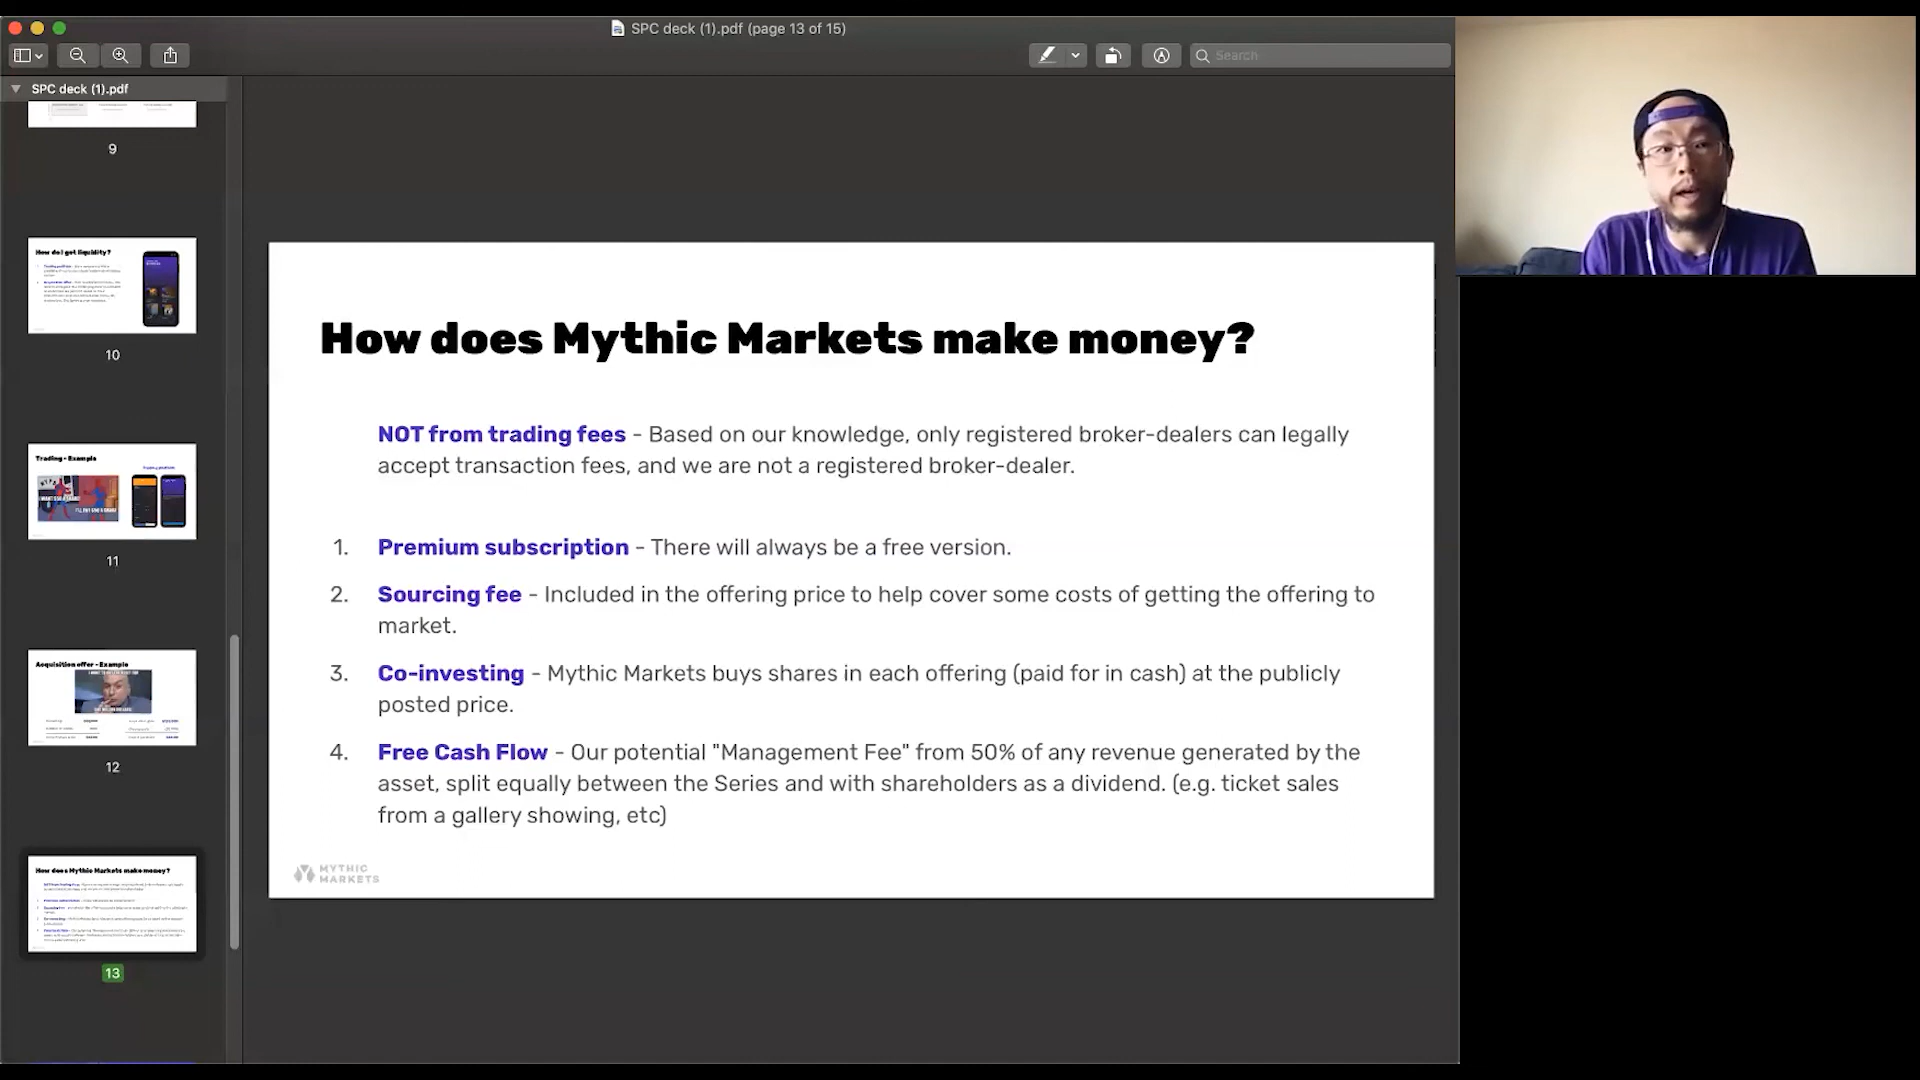 SPC deck (1).pdf (page 13 of 15)
Search
SPC deck (1).pdf
9
How do I get liquidity?
10
Trading - Example
11
Acquisition offer - Example
12
How does Mythic Markets make money?
13
How does Mythic Markets make money?
NOT from trading fees - Based on our knowledge, only registered broker-dealers can legally
accept transaction fees, and we are not a registered broker-dealer.
1. Premium subscription - There will always be a free version.
2. Sourcing fee - Included in the offering price to help cover some costs of getting the offering to
market.
3. Co-investing - Mythic Markets buys shares in each offering (paid for in cash) at the publicly
posted price.
4. Free Cash Flow - Our potential "Management Fee" from 50% of any revenue generated by the
asset, split equally between the Series and with shareholders as a dividend. (e.g. ticket sales
from a gallery showing, etc)
MYTHIC
MARKETS